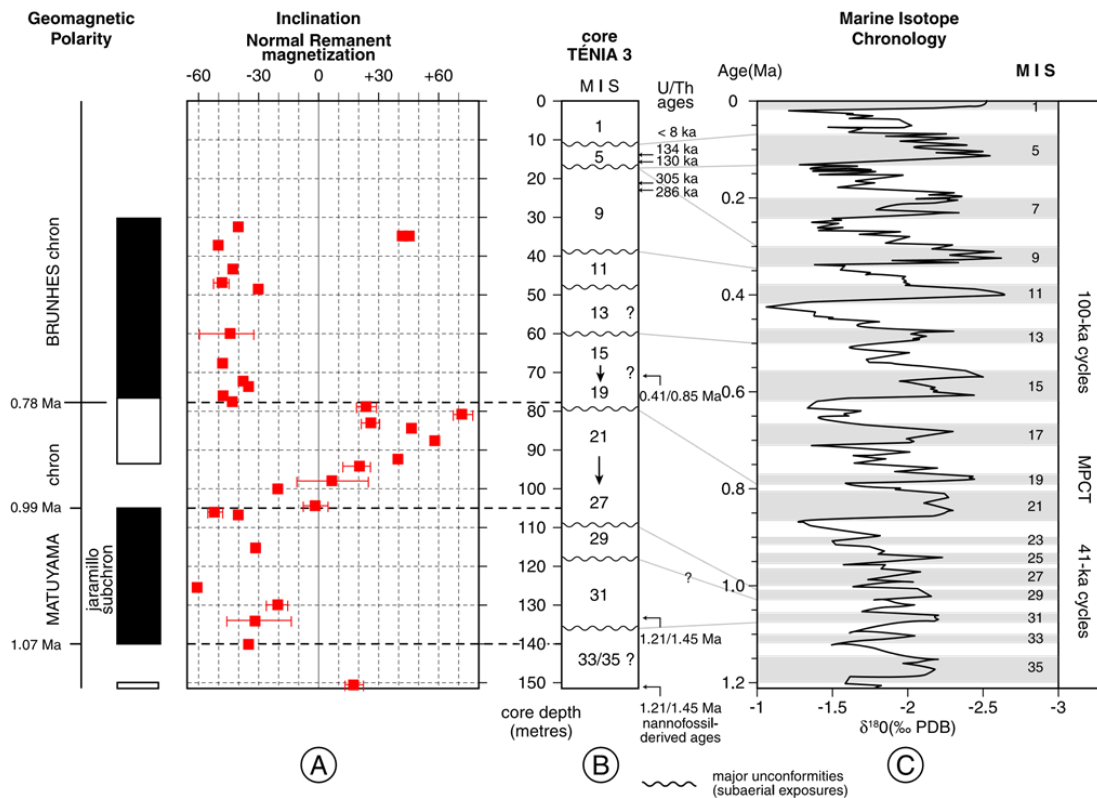 Geomagnetic
Polarity
Inclination
Normal Remanent
magnetization
-60 -30 0 +30 +60
core
TÉNIA 3
M I S
U/Th
ages
Marine Isotope
Chronology
Age(Ma)
M I S
BRUNHES chron
0.78 Ma
chron
0.99 Ma
MATUYAMA
jaramillo
subchron
1.07 Ma
0
10
20
30
40
50
60
70
80
90
100
110
120
130
140
150
core depth
(metres)
1
5
9
11
13 ?
15
?
19
21
27
29
31
33/35 ?
< 8 ka
134 ka
130 ka
305 ka
286 ka
0.41/0.85 Ma
?
1.21/1.45 Ma
1.21/1.45 Ma
nannofossil-
derived ages
0
0.2
0.4
0.6
0.8
1.0
1.2
1
5
7
9
11
13
15
17
19
21
23
25
27
29
31
33
35
100-ka cycles
MPCT
41-ka cycles
-1 -1.5 -2 -2.5 -3
δ¹⁸0(‰ PDB)
A
B
C
major unconformities
(subaerial exposures)